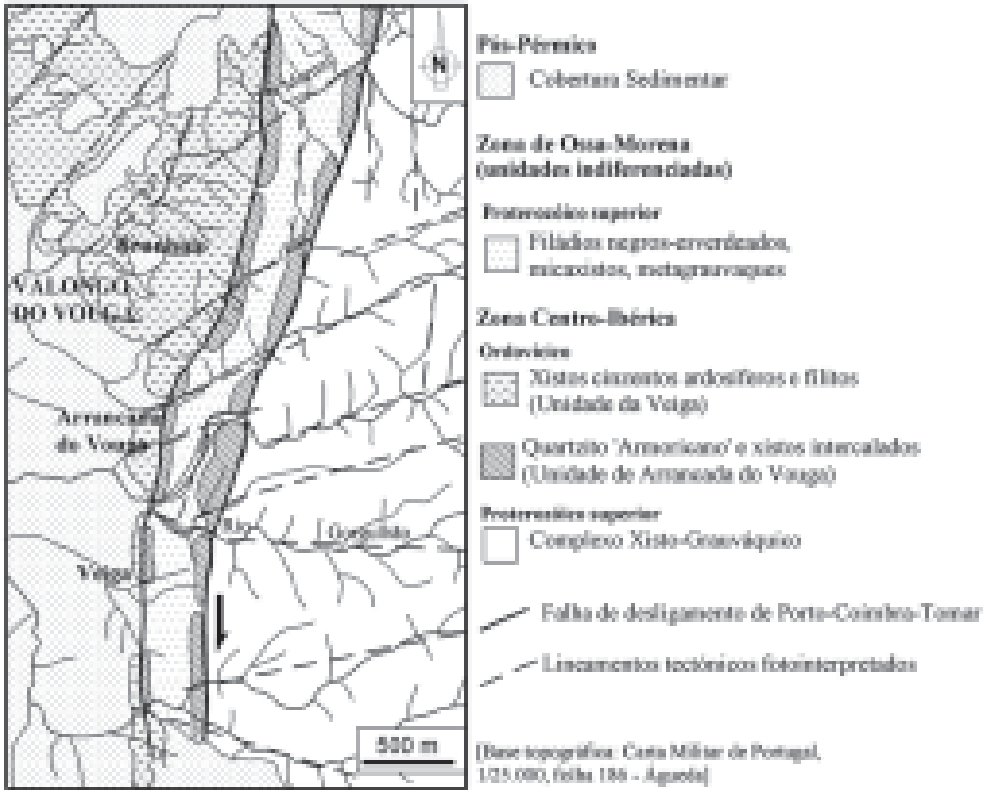 N
VALONGO
DO VOUGA
Arrancada
do Vouga
Rio
Veiga
500 m
Pós-Pérmico
Cobertura Sedimentar
Zona de Ossa-Morena
(unidades indiferenciadas)
Proterozóico superior
Filádios negros-esverdeados,
micaxistos, metagrauvaques
Zona Centro-Ibérica
Ordovícico
Xistos cinzentos ardosíferos e filitos
(Unidade da Veiga)
Quartzito 'Armoricano' e xistos intercalados
(Unidade de Arrancada do Vouga)
Proterozóico superior
Complexo Xisto-Grauváquico
Falha de desligamento de Porto-Coimbra-Tomar
Lineamentos tectónicos fotointerpretados
[Base topográfica: Carta Militar de Portugal,
1/25.000, folha 186 - Águeda]